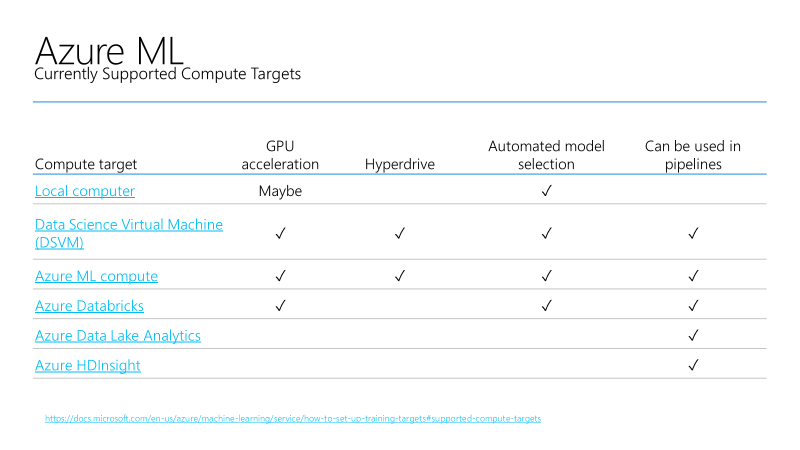 Azure ML
Currently Supported Compute Targets
Compute target GPU acceleration Hyperdrive Automated model selection Can be used in pipelines
Local computer Maybe ✓
Data Science Virtual Machine (DSVM) ✓ ✓ ✓ ✓
Azure ML compute ✓ ✓ ✓ ✓
Azure Databricks ✓ ✓ ✓
Azure Data Lake Analytics ✓
Azure HDInsight ✓
https://docs.microsoft.com/en-us/azure/machine-learning/service/how-to-set-up-training-targets#supported-compute-targets